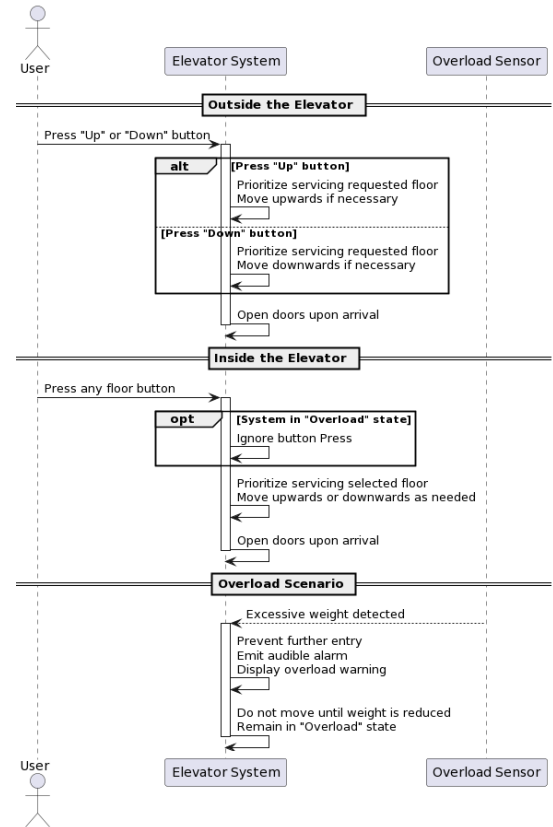 User
Elevator System
Overload Sensor
Outside the Elevator
Press "Up" or "Down" button
alt
[Press "Up" button]
Prioritize servicing requested floor
Move upwards if necessary
[Press "Down" button]
Prioritize servicing requested floor
Move downwards if necessary
Open doors upon arrival
Inside the Elevator
Press any floor button
opt
[System in "Overload" state]
Ignore button Press
Prioritize servicing selected floor
Move upwards or downwards as needed
Open doors upon arrival
Overload Scenario
Excessive weight detected
Prevent further entry
Emit audible alarm
Display overload warning
Do not move until weight is reduced
Remain in "Overload" state
User
Elevator System
Overload Sensor